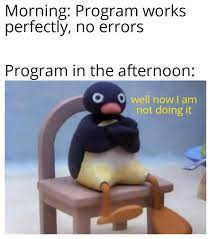 Morning: Program works
perfectly, no errors
Program in the afternoon:
well now I am
not doing it